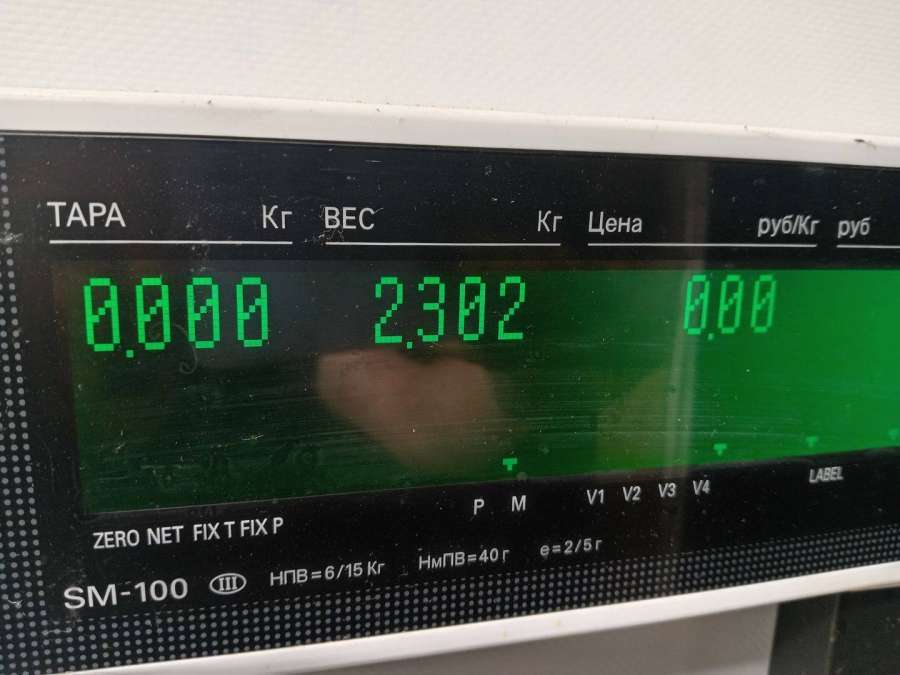 ТАРА Кг ВЕС Кг Цена руб/Кг руб
0.000 2.302 0.00
P M V1 V2 V3 V4 LABEL
ZERO NET FIX T FIX P
SM-100 III НПВ=6/15 Кг НмПВ=40 г e=2/5 г